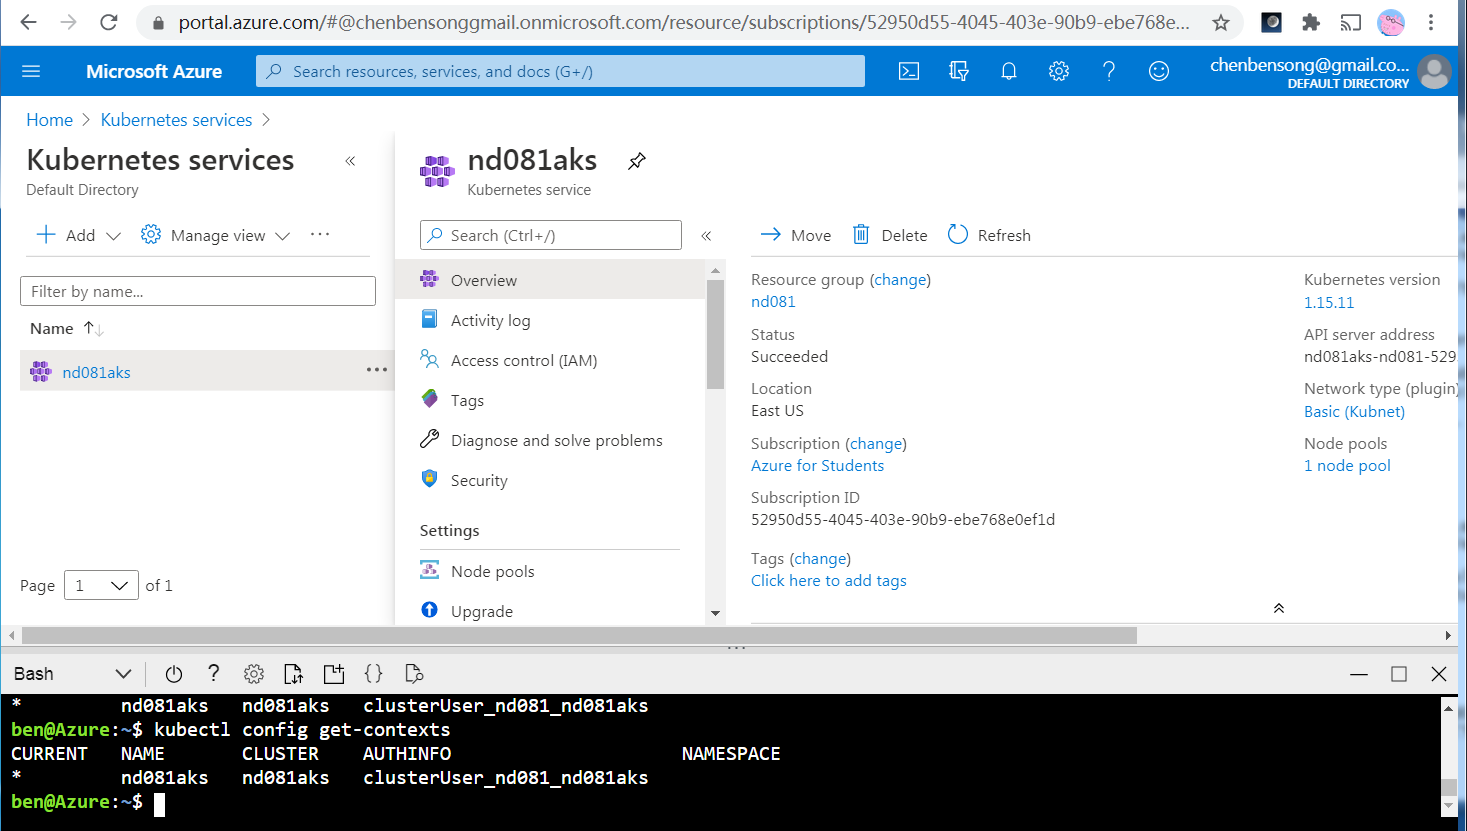 portal.azure.com/#@chenbensonggmail.onmicrosoft.com/resource/subscriptions/52950d55-4045-403e-90b9-ebe768e...
Microsoft Azure
Search resources, services, and docs (G+/)
chenbensong@gmail.co...
DEFAULT DIRECTORY
Home > Kubernetes services >
Kubernetes services
Default Directory
Add
Manage view
Filter by name...
Name
nd081aks
Page 1 of 1
nd081aks
Kubernetes service
Search (Ctrl+/)
Overview
Activity log
Access control (IAM)
Tags
Diagnose and solve problems
Security
Settings
Node pools
Upgrade
Move
Delete
Refresh
Resource group (change)
nd081
Status
Succeeded
Location
East US
Subscription (change)
Azure for Students
Subscription ID
52950d55-4045-403e-90b9-ebe768e0ef1d
Tags (change)
Click here to add tags
Kubernetes version
1.15.11
API server address
nd081aks-nd081-529
Network type (plugin)
Basic (Kubnet)
Node pools
1 node pool
Bash
* nd081aks nd081aks clusterUser_nd081_nd081aks
ben@Azure:~$ kubectl config get-contexts
CURRENT NAME CLUSTER AUTHINFO NAMESPACE
* nd081aks nd081aks clusterUser_nd081_nd081aks
ben@Azure:~$